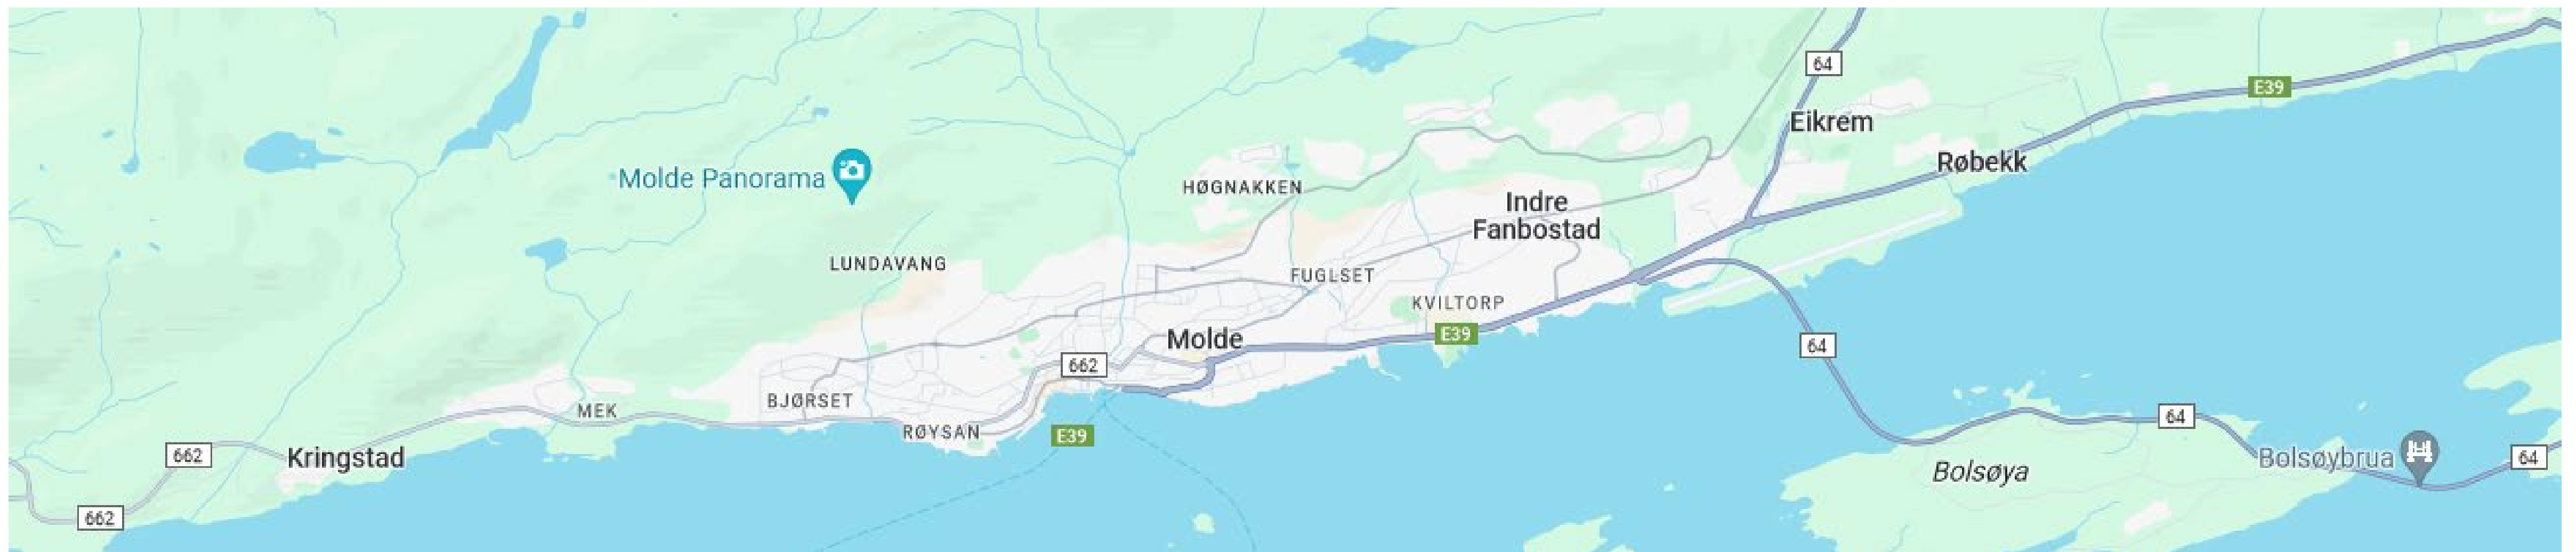 64
E39
Eikrem
Røbekk
Molde Panorama
HØGNAKKEN
Indre
Fanbostad
LUNDAVANG
FUGLSET
KVILTORP
E39
Molde
64
662
BJØRSET
MEK
RØYSAN
E39
64
662
Kringstad
Bolsøya
Bolsøybrua
64
662